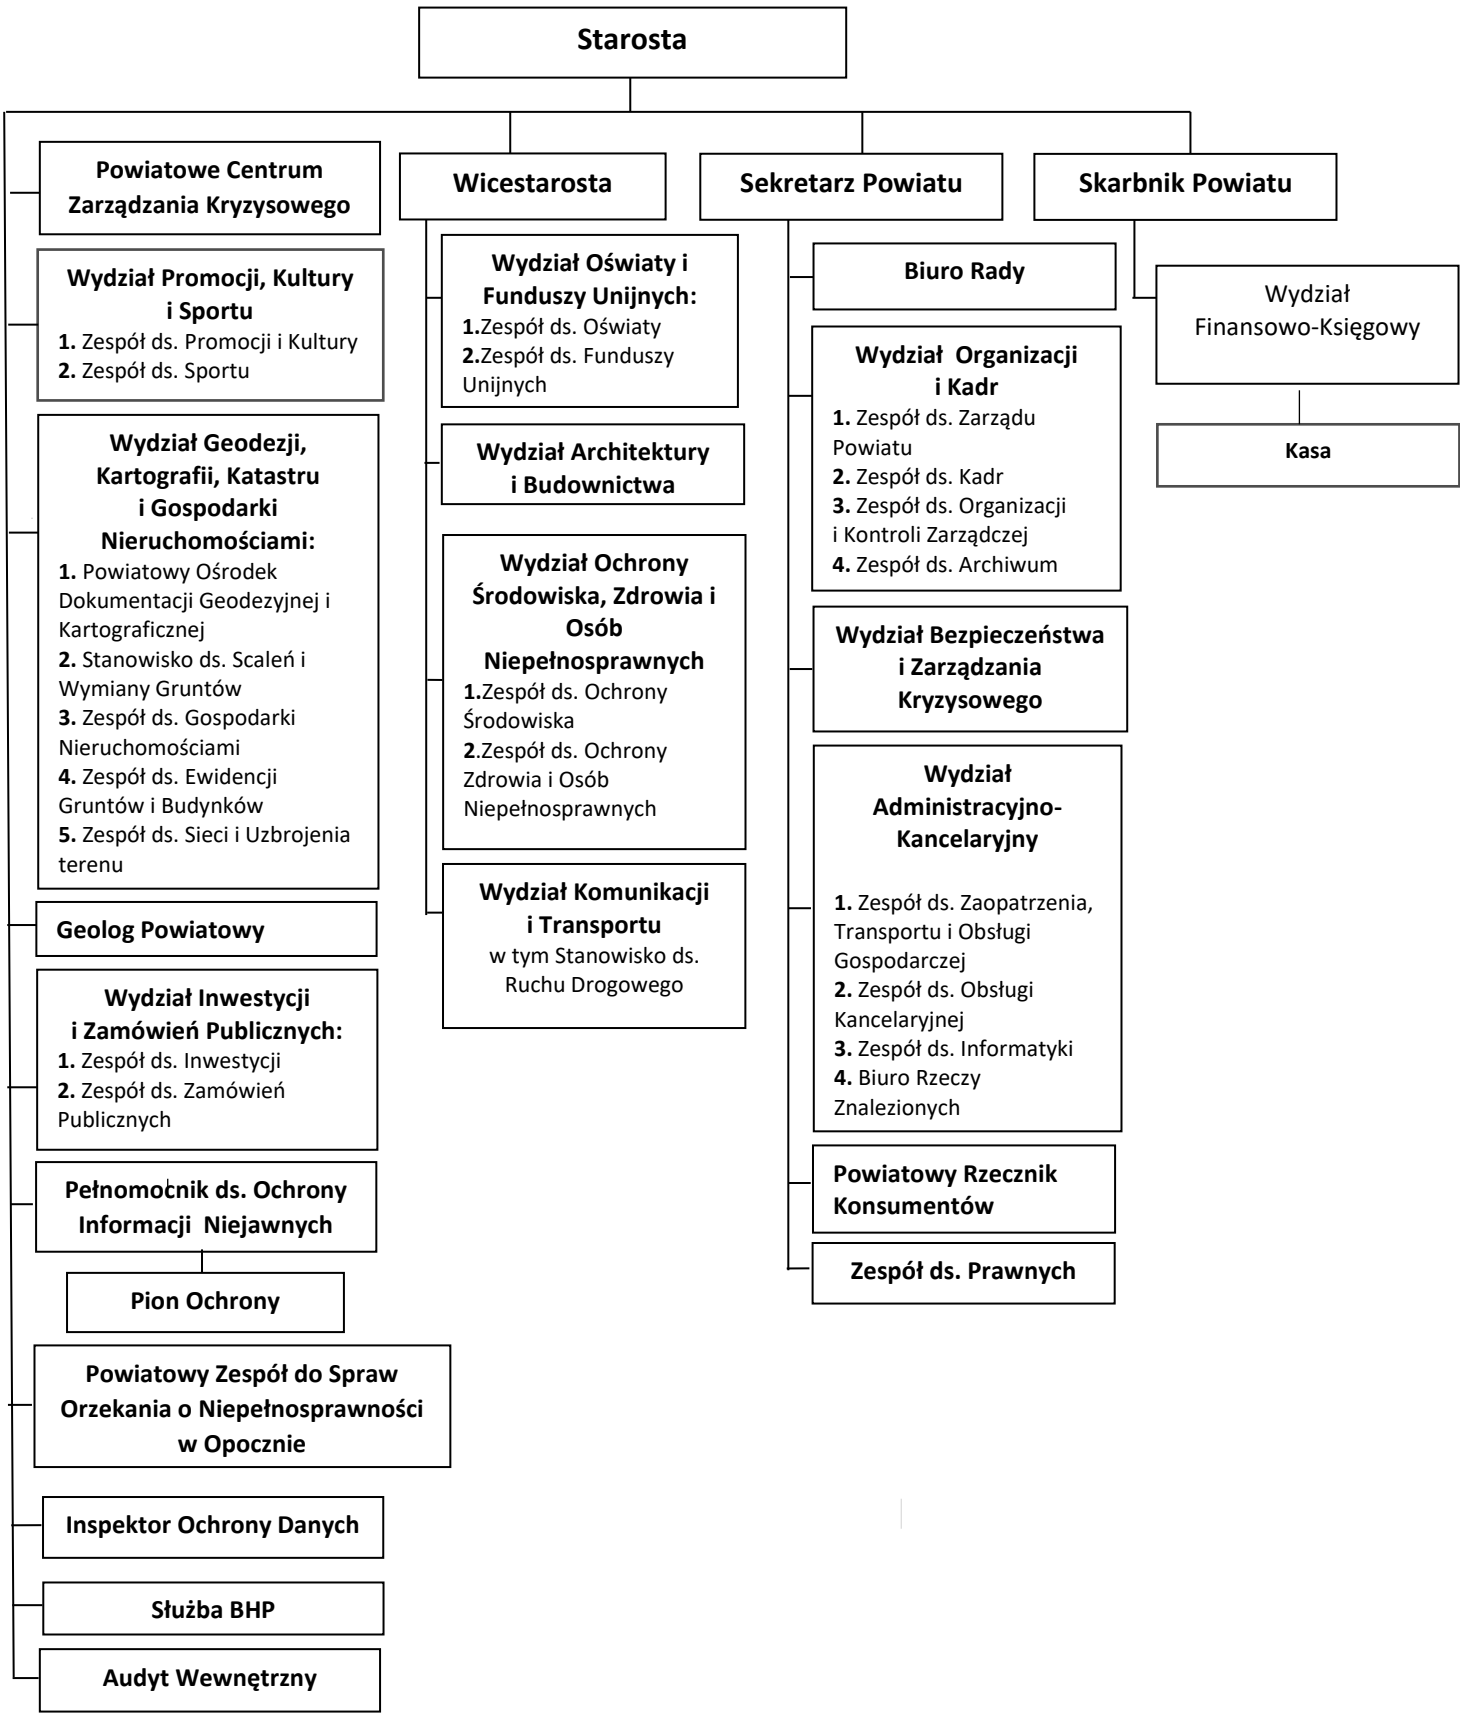 Starosta
Powiatowe Centrum
Zarządzania Kryzysowego
Wydział Promocji, Kultury
i Sportu
1. Zespół ds. Promocji i Kultury
2. Zespół ds. Sportu
Wydział Geodezji,
Kartografii, Katastru
i Gospodarki
Nieruchomościami:
1. Powiatowy Ośrodek
Dokumentacji Geodezyjnej i
Kartograficznej
2. Stanowisko ds. Scaleń i
Wymiany Gruntów
3. Zespół ds. Gospodarki
Nieruchomościami
4. Zespół ds. Ewidencji
Gruntów i Budynków
5. Zespół ds. Sieci i Uzbrojenia
terenu
Geolog Powiatowy
Wydział Inwestycji
i Zamówień Publicznych:
1. Zespół ds. Inwestycji
2. Zespół ds. Zamówień
Publicznych
Pełnomocnik ds. Ochrony
Informacji Niejawnych
Pion Ochrony
Powiatowy Zespół do Spraw
Orzekania o Niepełnosprawności
w Opocznie
Inspektor Ochrony Danych
Służba BHP
Audyt Wewnętrzny
Wicestarosta
Wydział Oświaty i
Funduszy Unijnych:
1.Zespół ds. Oświaty
2.Zespół ds. Funduszy
Unijnych
Wydział Architektury
i Budownictwa
Wydział Ochrony
Środowiska, Zdrowia i
Osób
Niepełnosprawnych
1.Zespół ds. Ochrony
Środowiska
2.Zespół ds. Ochrony
Zdrowia i Osób
Niepełnosprawnych
Wydział Komunikacji
i Transportu
w tym Stanowisko ds.
Ruchu Drogowego
Sekretarz Powiatu
Biuro Rady
Wydział Organizacji
i Kadr
1. Zespół ds. Zarządu
Powiatu
2. Zespół ds. Kadr
3. Zespół ds. Organizacji
i Kontroli Zarządczej
4. Zespół ds. Archiwum
Wydział Bezpieczeństwa
i Zarządzania
Kryzysowego
Wydział
Administracyjno-
Kancelaryjny
1. Zespół ds. Zaopatrzenia,
Transportu i Obsługi
Gospodarczej
2. Zespół ds. Obsługi
Kancelaryjnej
3. Zespół ds. Informatyki
4. Biuro Rzeczy
Znalezionych
Powiatowy Rzecznik
Konsumentów
Zespół ds. Prawnych
Skarbnik Powiatu
Wydział
Finansowo-Księgowy
Kasa